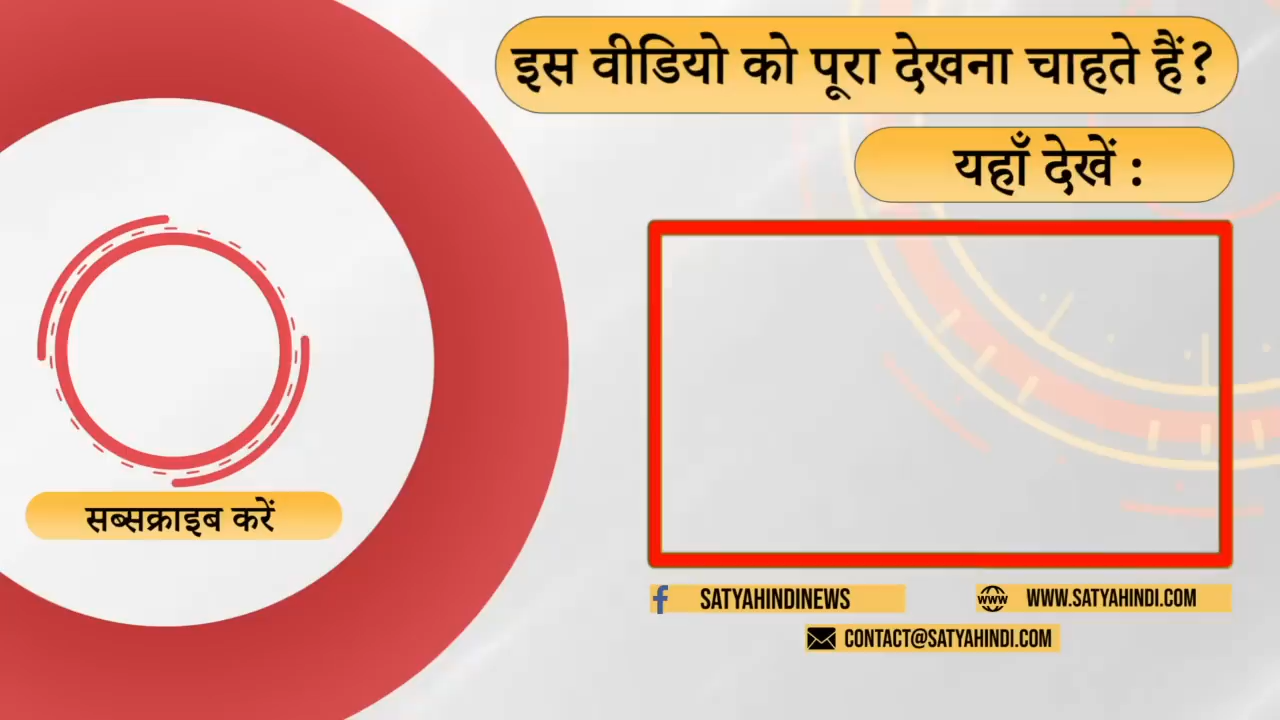 इस वीडियो को पूरा देखना चाहते हैं?
यहाँ देखें :
सब्सक्राइब करें
SATYAHINDINEWS
WWW.SATYAHINDI.COM
CONTACT@SATYAHINDI.COM